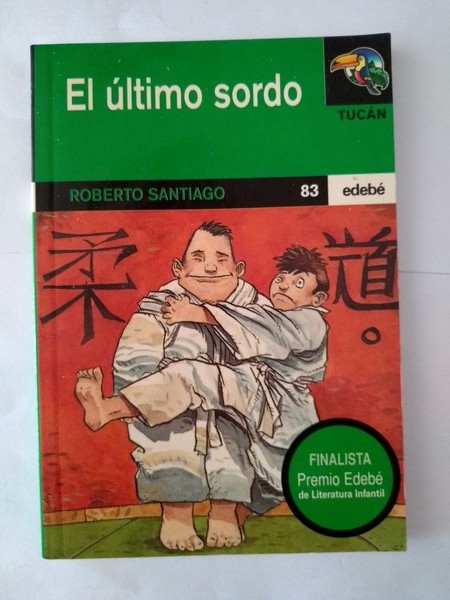 El último sordo
TUCÁN
ROBERTO SANTIAGO 83 edebé
柔道。
FINALISTA
Premio Edebé
de Literatura Infantil